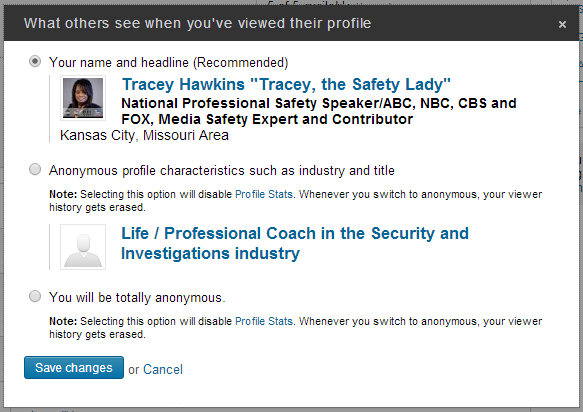 5 of 5 available
What others see when you've viewed their profile
×
Your name and headline (Recommended)
Tracey Hawkins "Tracey, the Safety Lady"
National Professional Safety Speaker/ABC, NBC, CBS and
FOX, Media Safety Expert and Contributor
Kansas City, Missouri Area
Anonymous profile characteristics such as industry and title
Note: Selecting this option will disable Profile Stats. Whenever you switch to anonymous, your viewer
history gets erased.
Life / Professional Coach in the Security and
Investigations industry
You will be totally anonymous.
Note: Selecting this option will disable Profile Stats. Whenever you switch to anonymous, your viewer
history gets erased.
Save changes or Cancel